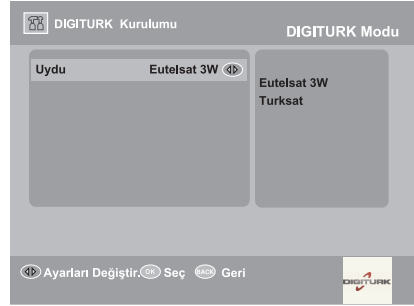 DIGITURK Kurulumu
DIGITURK Modu
Uydu Eutelsat 3W
Eutelsat 3W
Turksat
Ayarları Değiştir. OK Seç BACK Geri
DIGITURK